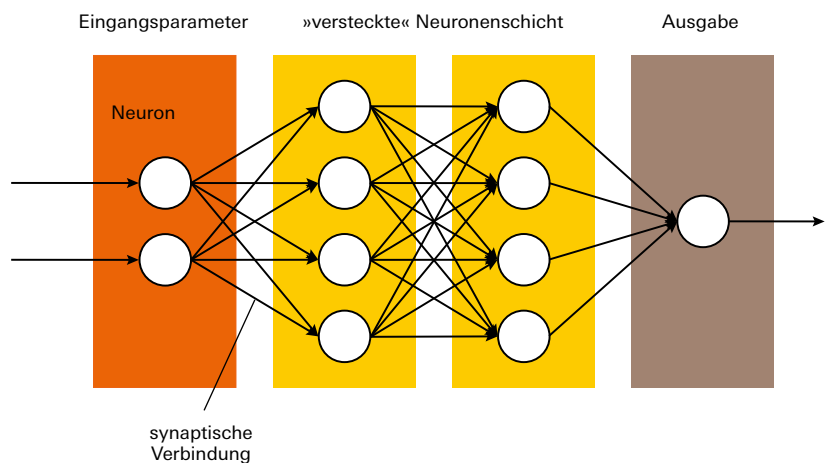 Eingangsparameter
»versteckte« Neuronenschicht
Ausgabe
Neuron
synaptische
Verbindung